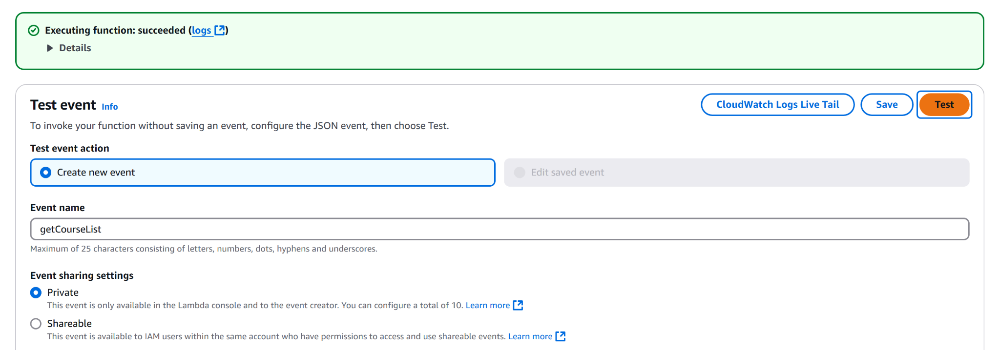 Executing function: succeeded (logs)
Details
Test event Info
CloudWatch Logs Live Tail
Save
Test
To invoke your function without saving an event, configure the JSON event, then choose Test.
Test event action
Create new event
Edit saved event
Event name
getCourseList
Maximum of 25 characters consisting of letters, numbers, dots, hyphens and underscores.
Event sharing settings
Private
This event is only available in the Lambda console and to the event creator. You can configure a total of 10. Learn more
Shareable
This event is available to IAM users within the same account who have permissions to access and use shareable events. Learn more